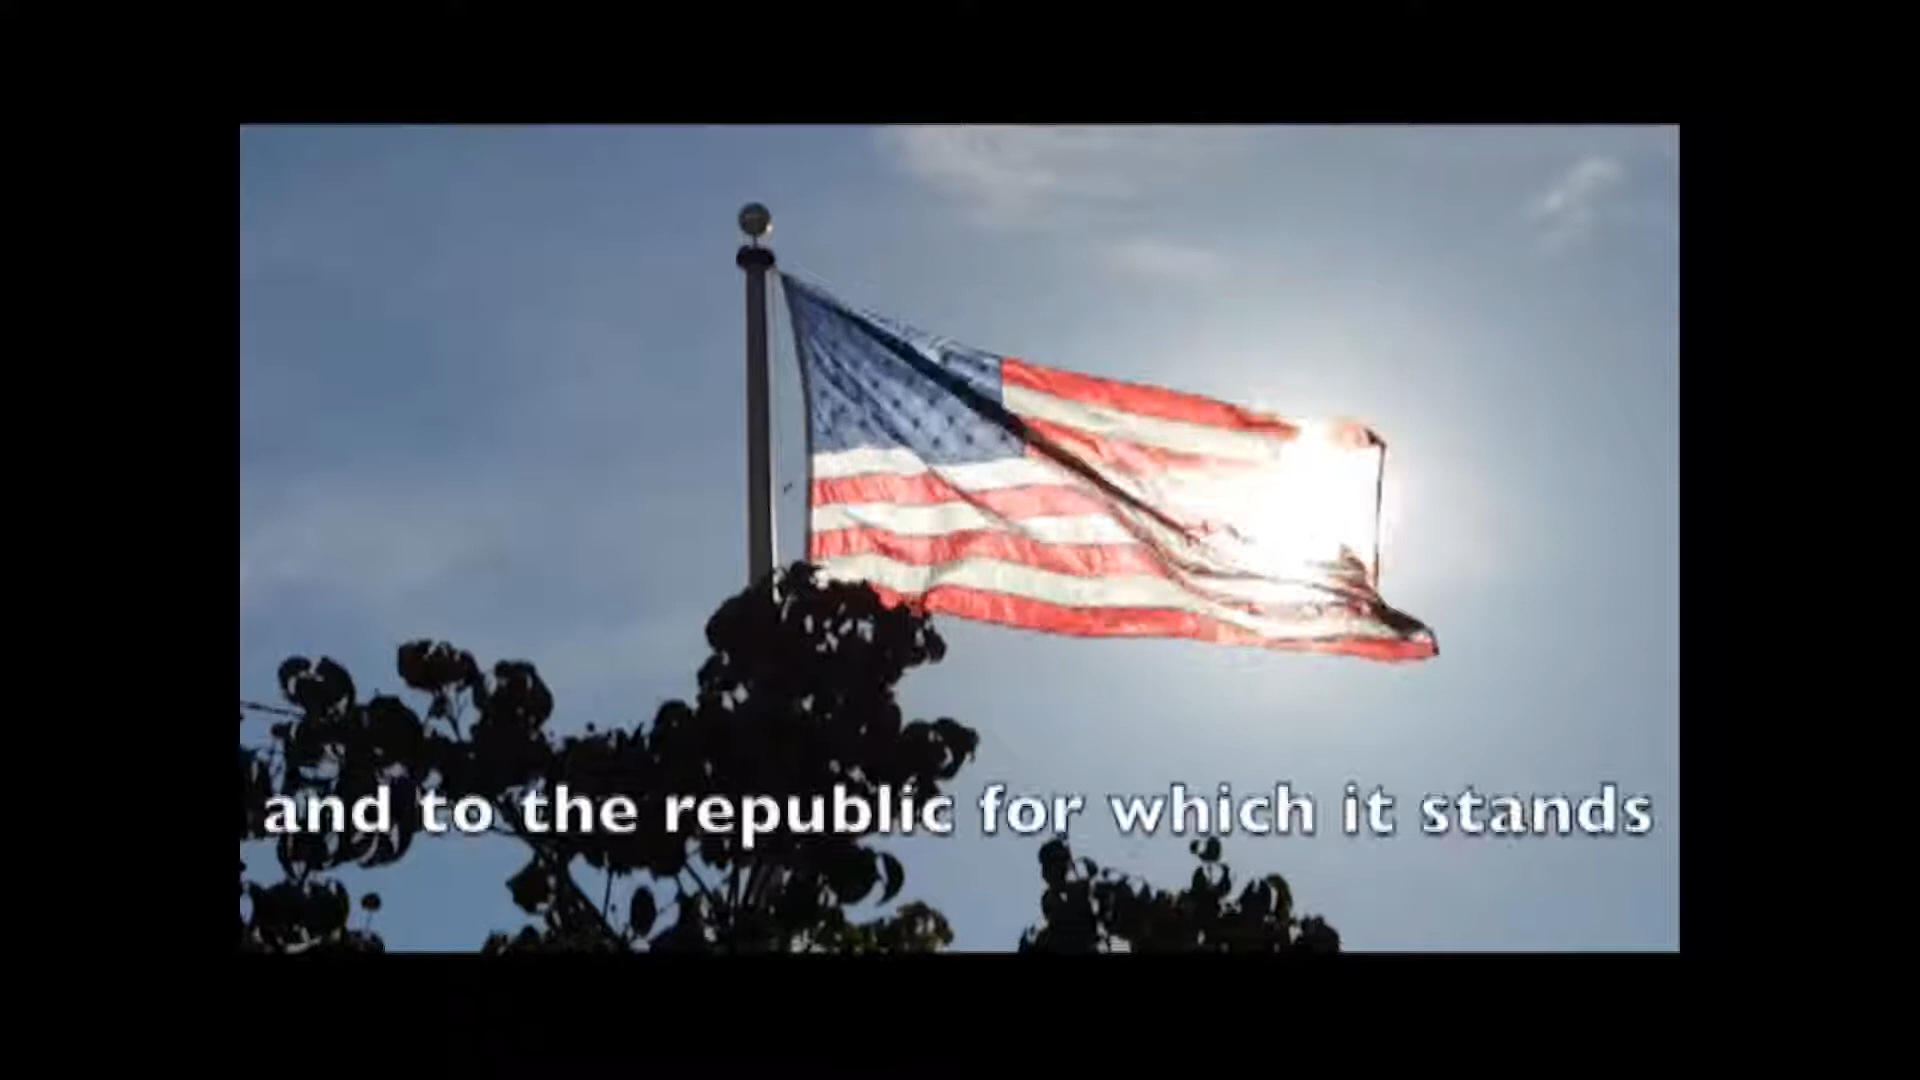 and to the republic for which it stands